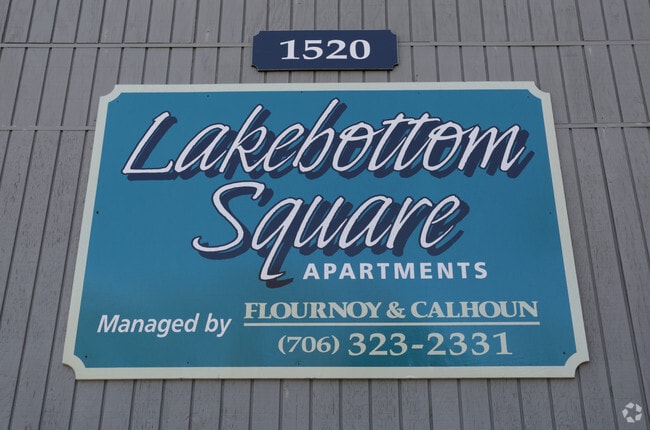 1520
Lakebottom
Square
APARTMENTS
Managed by FLOURNOY & CALHOUN
(706) 323-2331